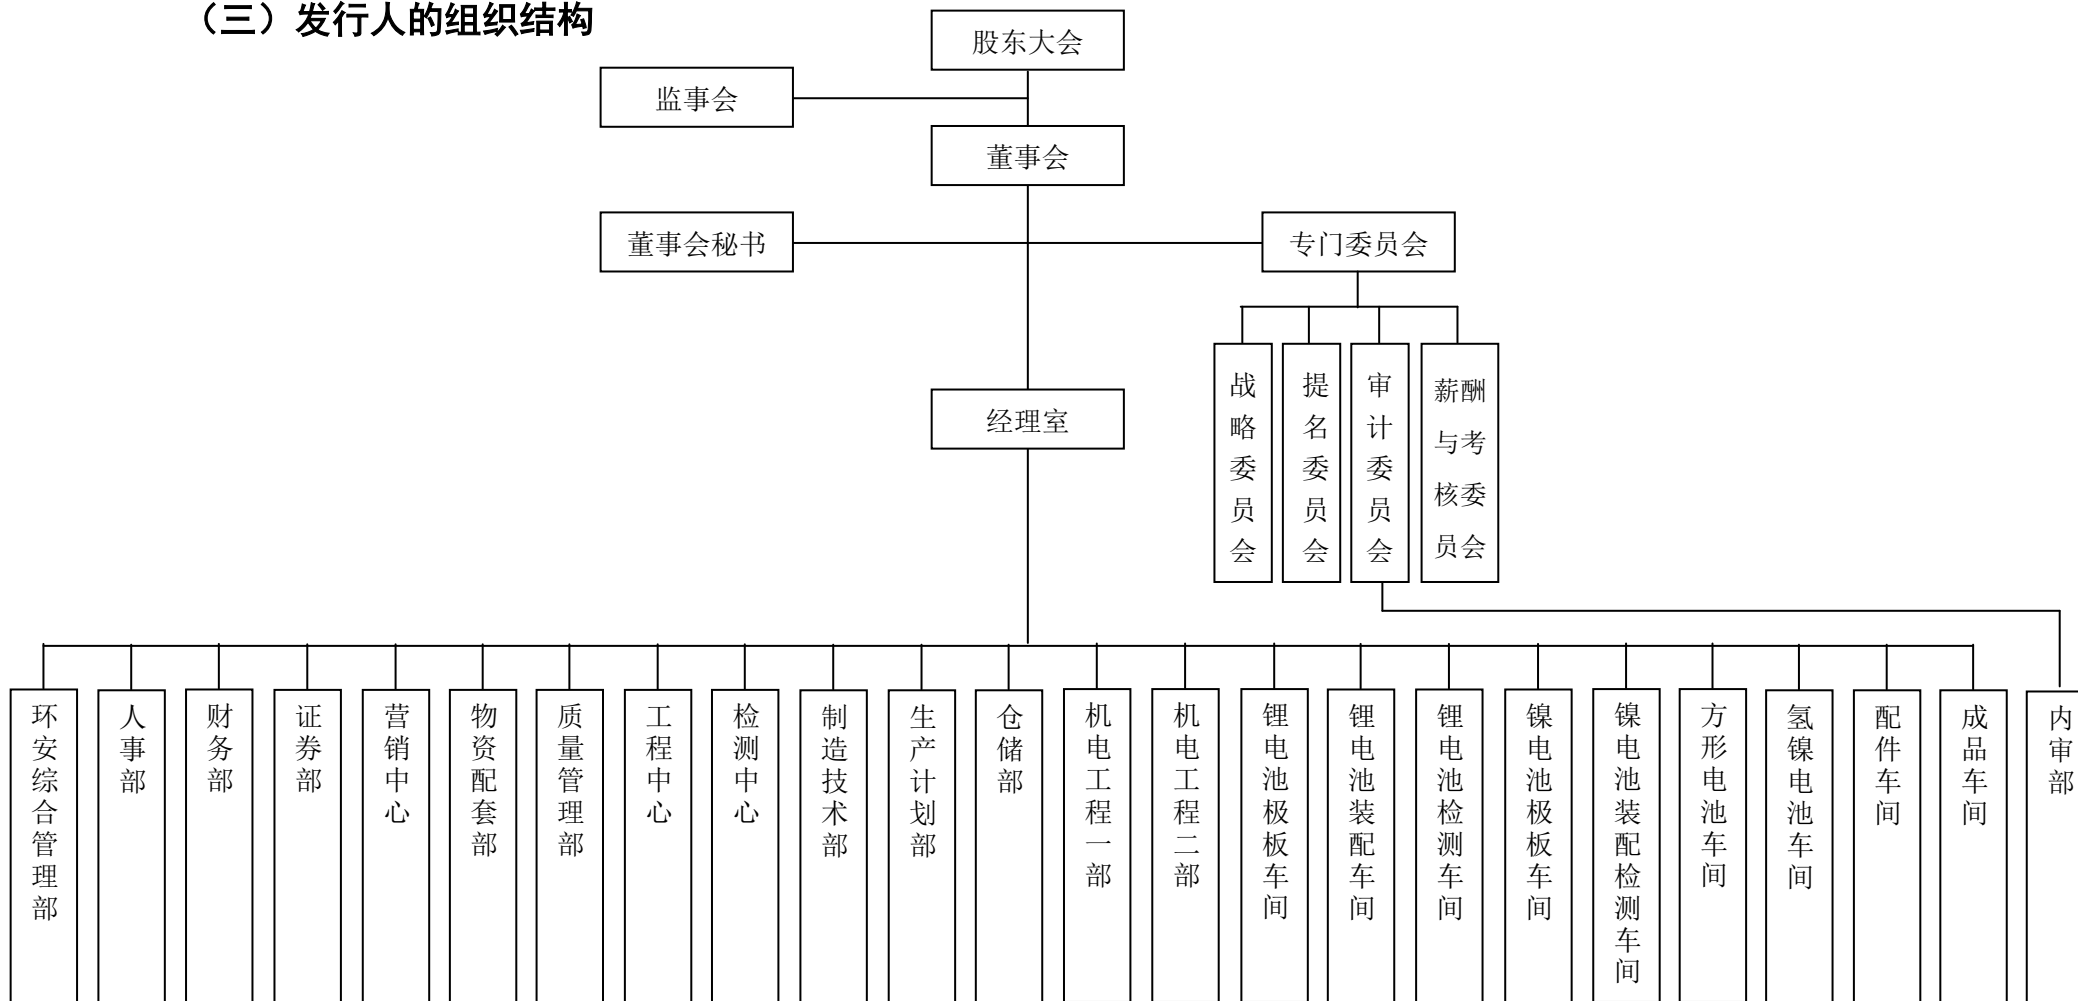 （三）发行人的组织结构
股东大会
监事会
董事会
董事会秘书
专门委员会
经理室
战略委员会
提名委员会
审计委员会
薪酬
与考
核委
员会
环安综合管理部
人事部
财务部
证券部
营销中心
物资配套部
质量管理部
工程中心
检测中心
制造技术部
生产计划部
仓储部
机电工程一部
机电工程二部
锂电池极板车间
锂电池装配车间
锂电池检测车间
镍电池极板车间
镍电池装配检测车间
方形电池车间
氢镍电池车间
配件车间
成品车间
内审部